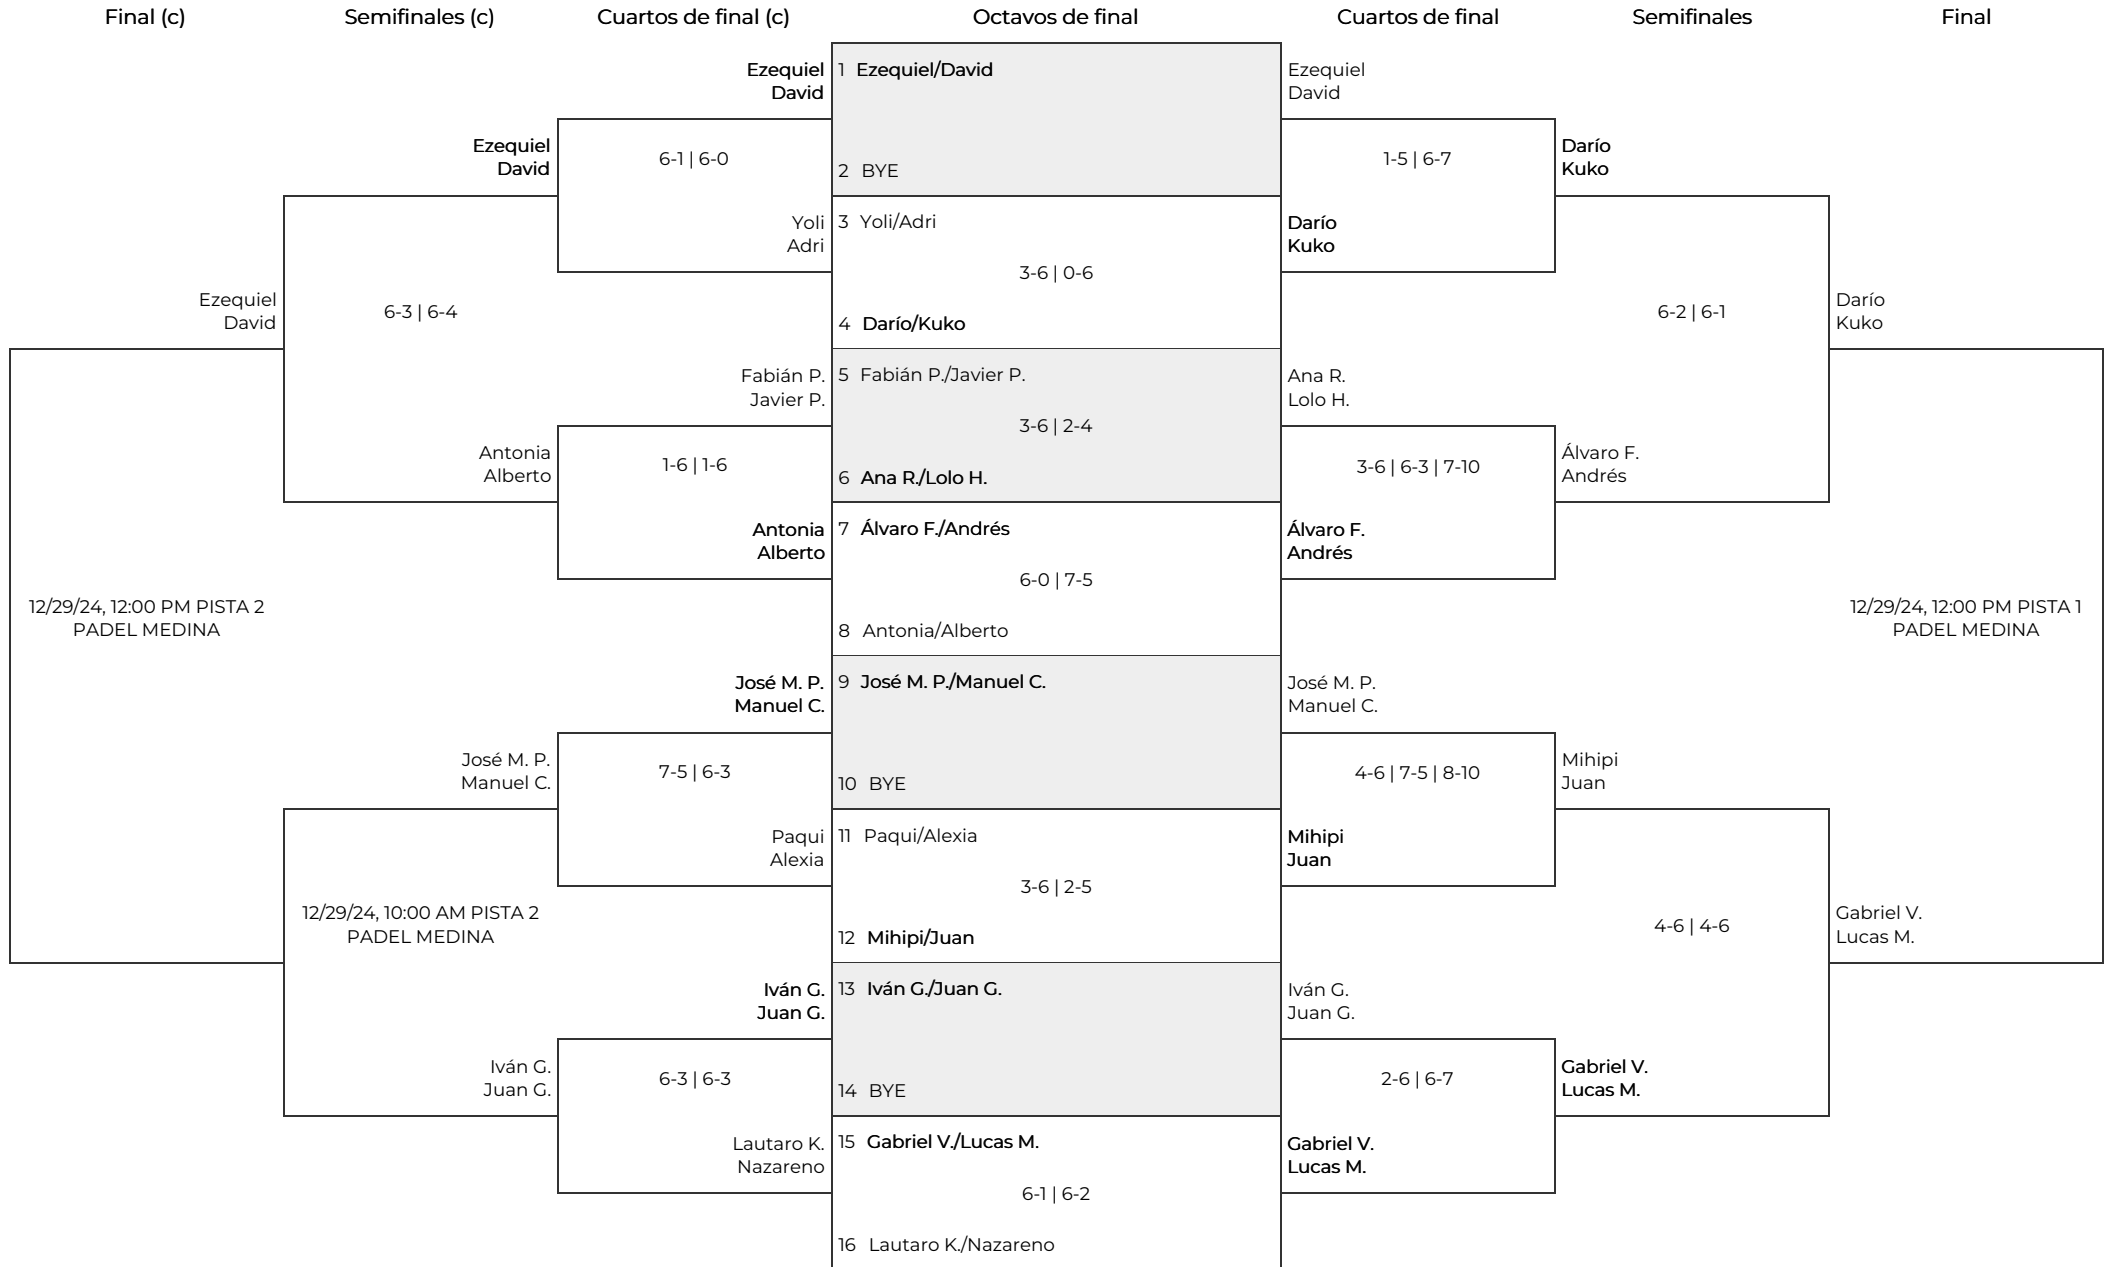 Final (c)
Semifinales (c)
Cuartos de final (c)
Octavos de final
Cuartos de final
Semifinales
Final
Ezequiel
David
12/29/24, 12:00 PM PISTA 2
PADEL MEDINA
Ezequiel
David
6-3 | 6-4
Antonia
Alberto
José M. P.
Manuel C.
12/29/24, 10:00 AM PISTA 2
PADEL MEDINA
Iván G.
Juan G.
Ezequiel
David
6-1 | 6-0
Yoli
Adri
Fabián P.
Javier P.
1-6 | 1-6
Antonia
Alberto
José M. P.
Manuel C.
7-5 | 6-3
Paqui
Alexia
Iván G.
Juan G.
6-3 | 6-3
Lautaro K.
Nazareno
1 Ezequiel/David
2 BYE
3 Yoli/Adri
3-6 | 0-6
4 Darío/Kuko
5 Fabián P./Javier P.
3-6 | 2-4
6 Ana R./Lolo H.
7 Álvaro F./Andrés
6-0 | 7-5
8 Antonia/Alberto
9 José M. P./Manuel C.
10 BYE
11 Paqui/Alexia
3-6 | 2-5
12 Mihipi/Juan
13 Iván G./Juan G.
14 BYE
15 Gabriel V./Lucas M.
6-1 | 6-2
16 Lautaro K./Nazareno
Ezequiel
David
1-5 | 6-7
Darío
Kuko
Ana R.
Lolo H.
3-6 | 6-3 | 7-10
Álvaro F.
Andrés
José M. P.
Manuel C.
4-6 | 7-5 | 8-10
Mihipi
Juan
Iván G.
Juan G.
2-6 | 6-7
Gabriel V.
Lucas M.
Darío
Kuko
6-2 | 6-1
Álvaro F.
Andrés
Mihipi
Juan
4-6 | 4-6
Gabriel V.
Lucas M.
Darío
Kuko
12/29/24, 12:00 PM PISTA 1
PADEL MEDINA
Gabriel V.
Lucas M.